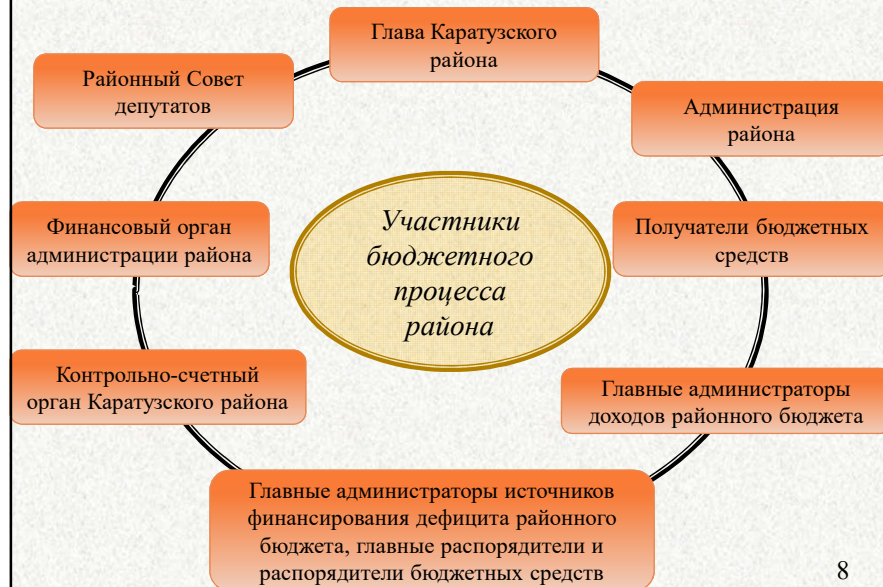 Глава Каратузского
района
Районный Совет
депутатов
Администрация
района
Финансовый орган
администрации района
Участники
бюджетного
процесса
района
Получатели бюджетных
средств
Контрольно-счетный
орган Каратузского района
Главные администраторы
доходов районного бюджета
Главные администраторы источников
финансирования дефицита районного
бюджета, главные распорядители и
распорядители бюджетных средств
8